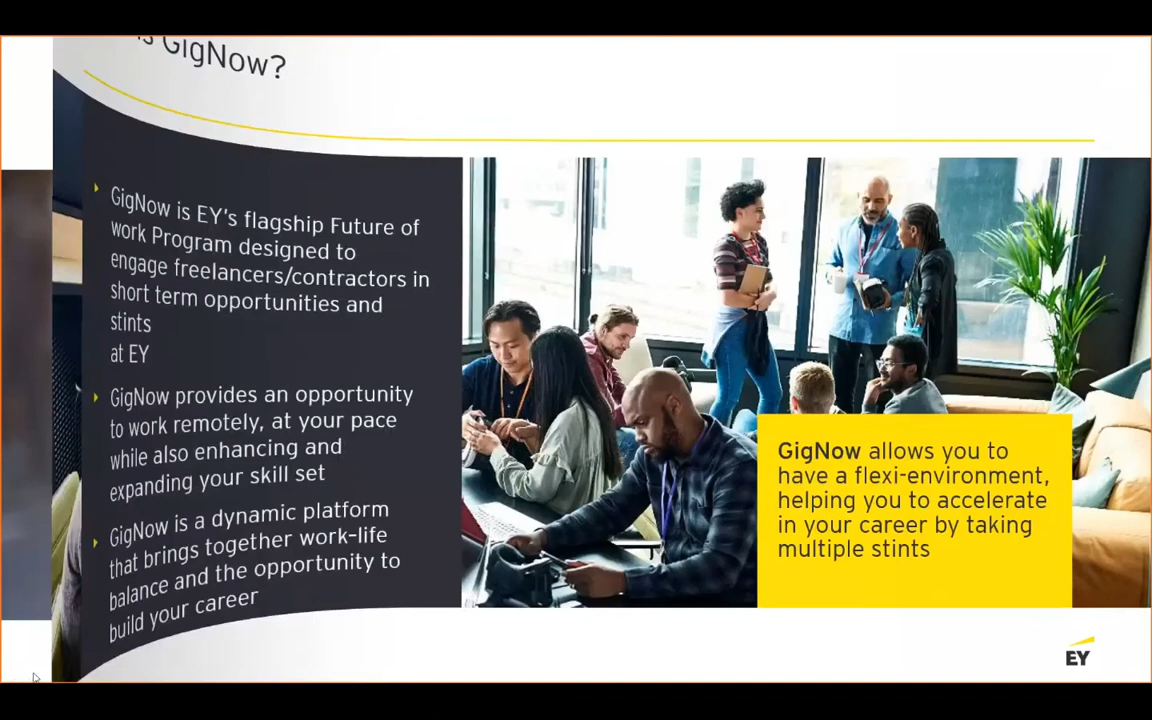 is GigNow?
GigNow is EY's flagship Future of
work Program designed to
engage freelancers/contractors in
short term opportunities and
stints
at EY
GigNow provides an opportunity
to work remotely, at your pace
while also enhancing and
expanding your skill set
GigNow is a dynamic platform
that brings together work-life
balance and the opportunity to
build your career
GigNow allows you to
have a flexi-environment,
helping you to accelerate
in your career by taking
multiple stints
EY